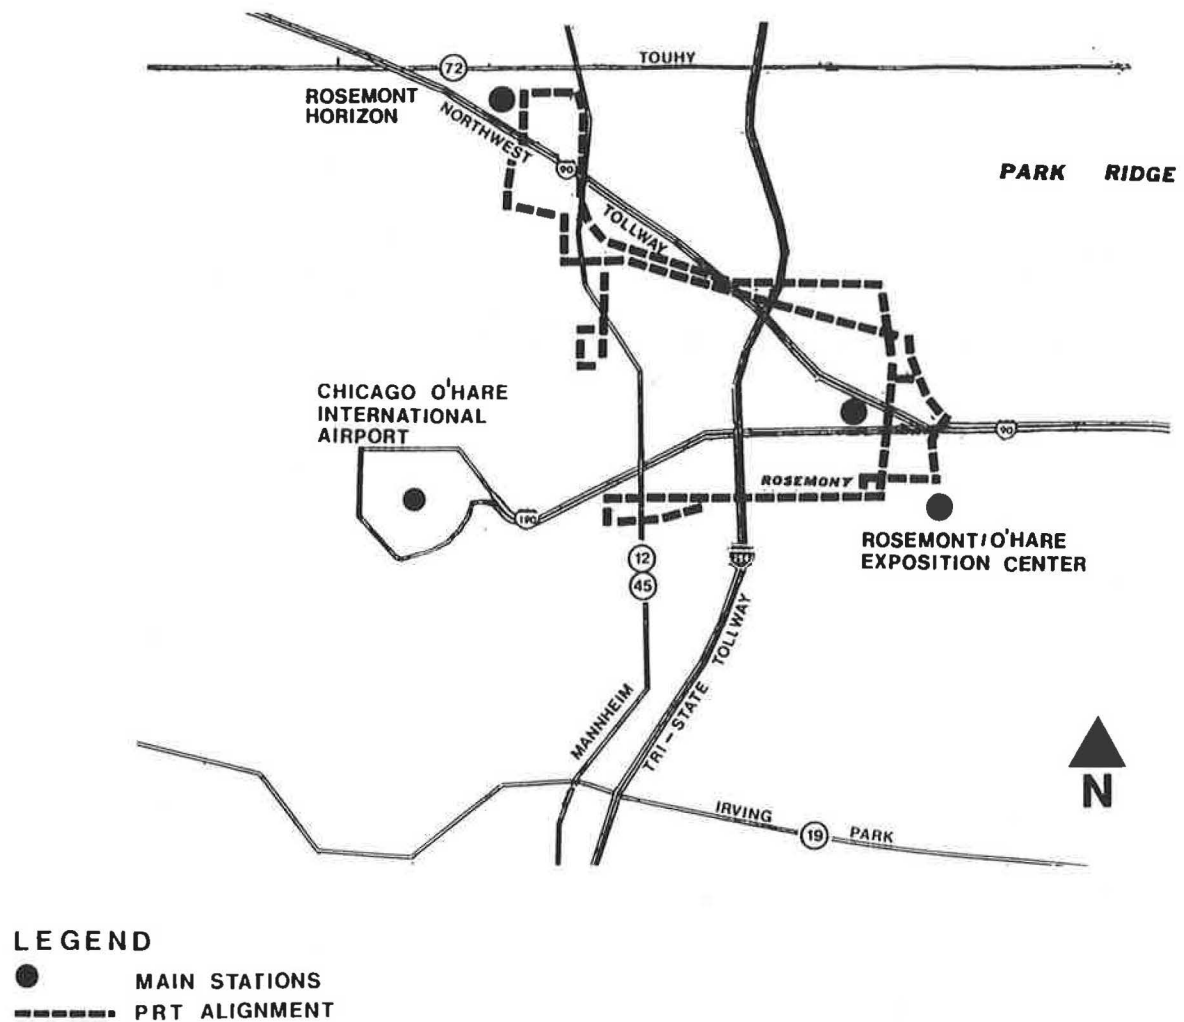 TOUHY
72
ROSEMONT
HORIZON
NORTHWEST
90
TOLLWAY
PARK RIDGE
CHICAGO O'HARE
INTERNATIONAL
AIRPORT
90
ROSEMONT
190
ROSEMONT/O'HARE
EXPOSITION CENTER
12
45
TOLLWAY
TRI-STATE
MANNHEIM
N
IRVING
19
PARK
LEGEND
MAIN STATIONS
PRT ALIGNMENT